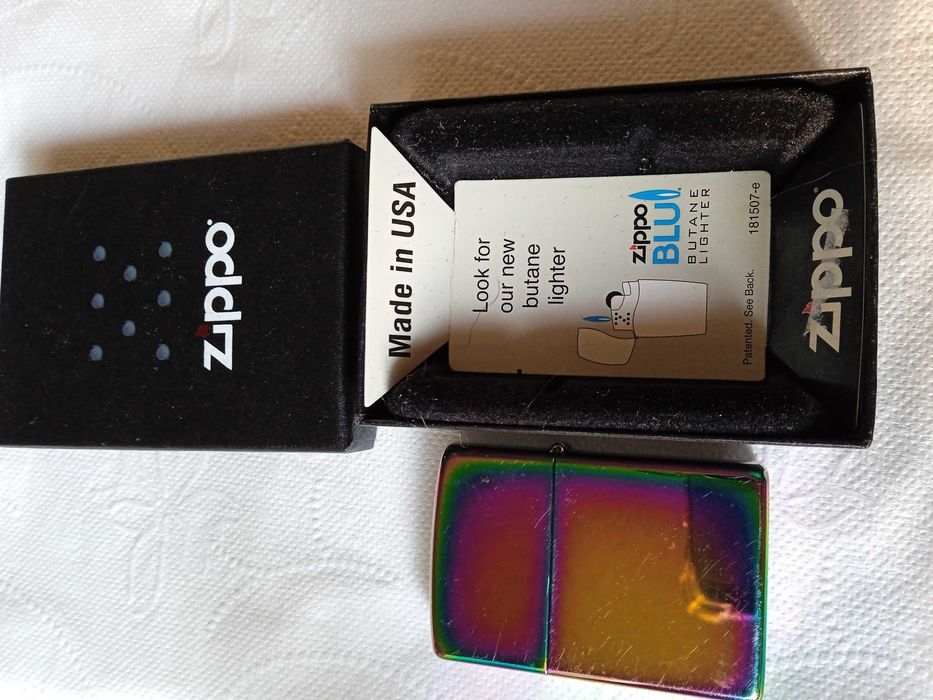 zippo®
Made in USA
Look for
our new
butane
lighter
zippo
BLU®
BUTANE
LIGHTER
Patented. See Back.
181507-e
zippo®